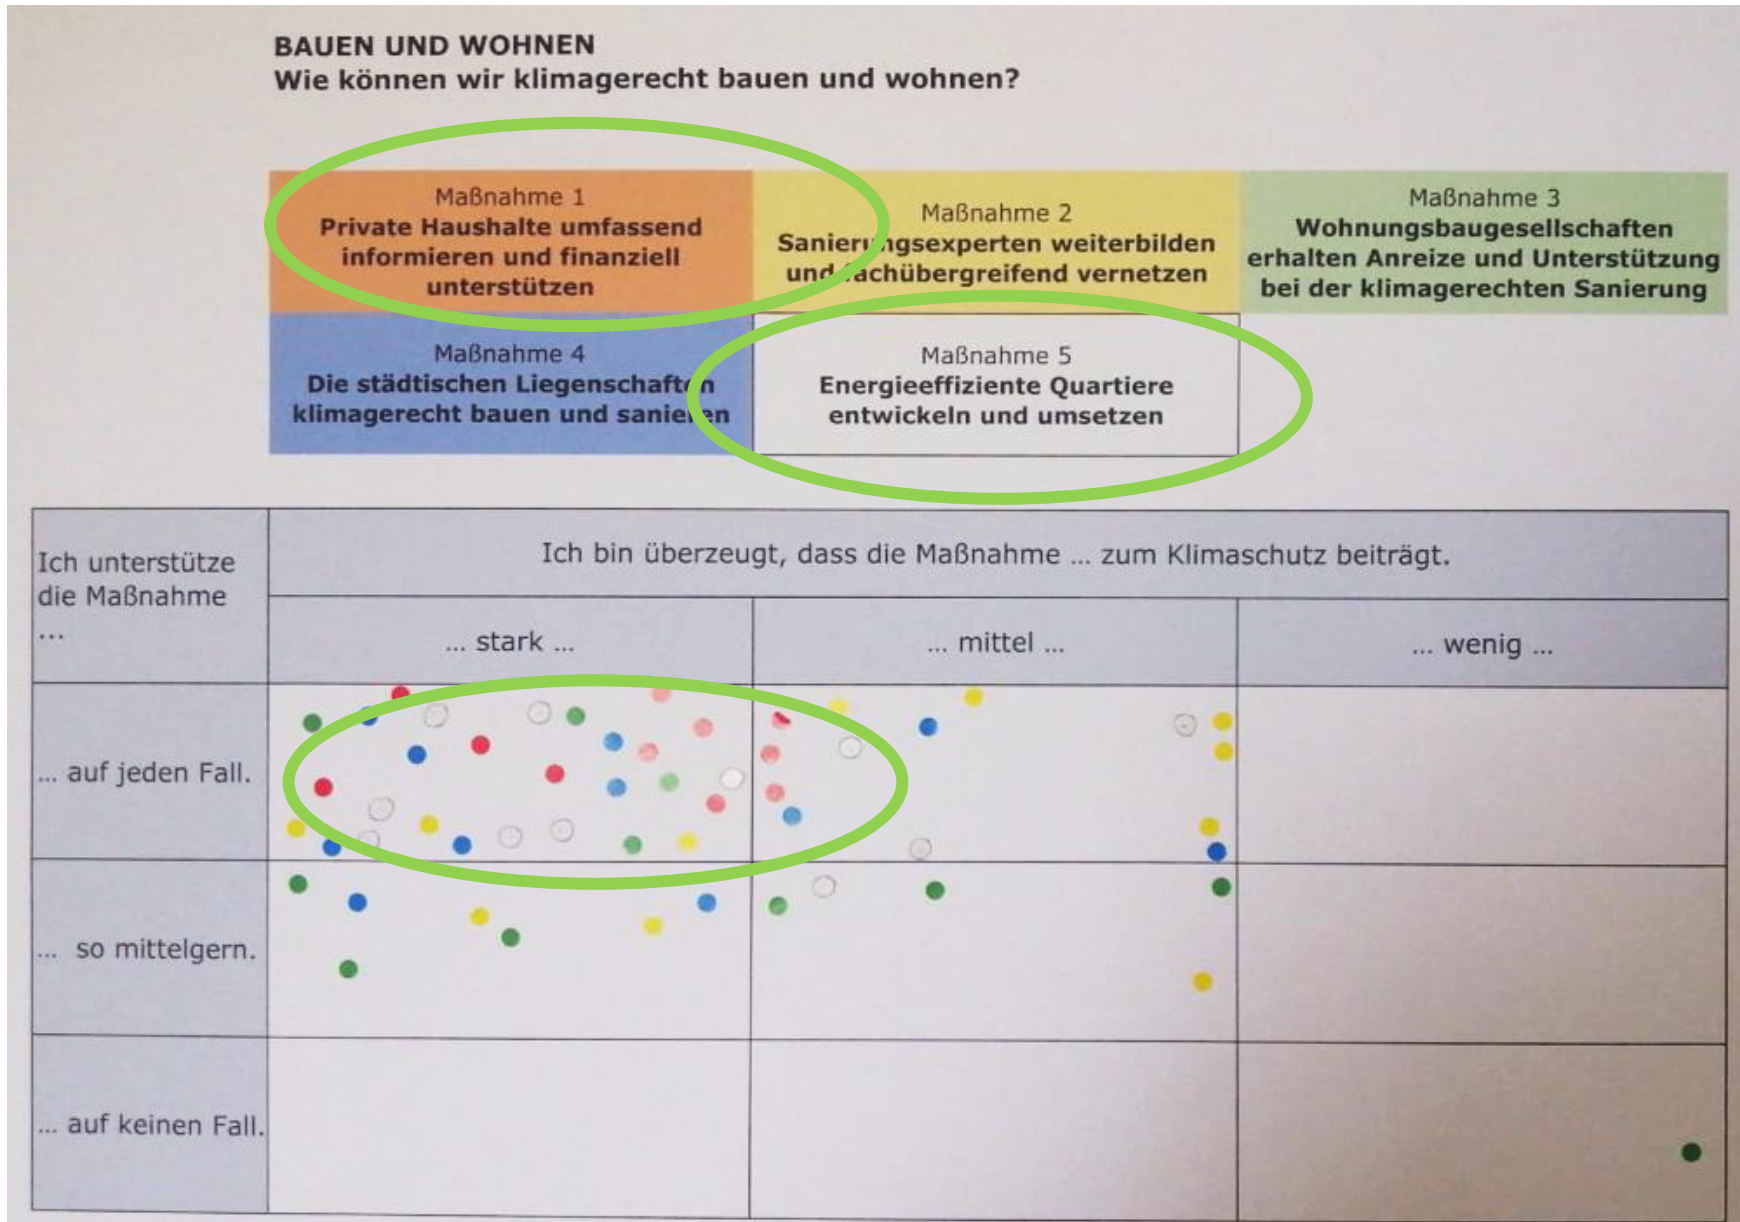 BAUEN UND WOHNEN
Wie können wir klimagerecht bauen und wohnen?
Maßnahme 1
Private Haushalte umfassend
informieren und finanziell
unterstützen
Maßnahme 2
Sanierungsexperten weiterbilden
und fachübergreifend vernetzen
Maßnahme 3
Wohnungsbaugesellschaften
erhalten Anreize und Unterstützung
bei der klimagerechten Sanierung
Maßnahme 4
Die städtischen Liegenschaften
klimagerecht bauen und sanieren
Maßnahme 5
Energieeffiziente Quartiere
entwickeln und umsetzen
Ich unterstütze
die Maßnahme
...
Ich bin überzeugt, dass die Maßnahme ... zum Klimaschutz beiträgt.
... stark ...
... mittel ...
... wenig ...
... auf jeden Fall.
... so mittelgern.
... auf keinen Fall.